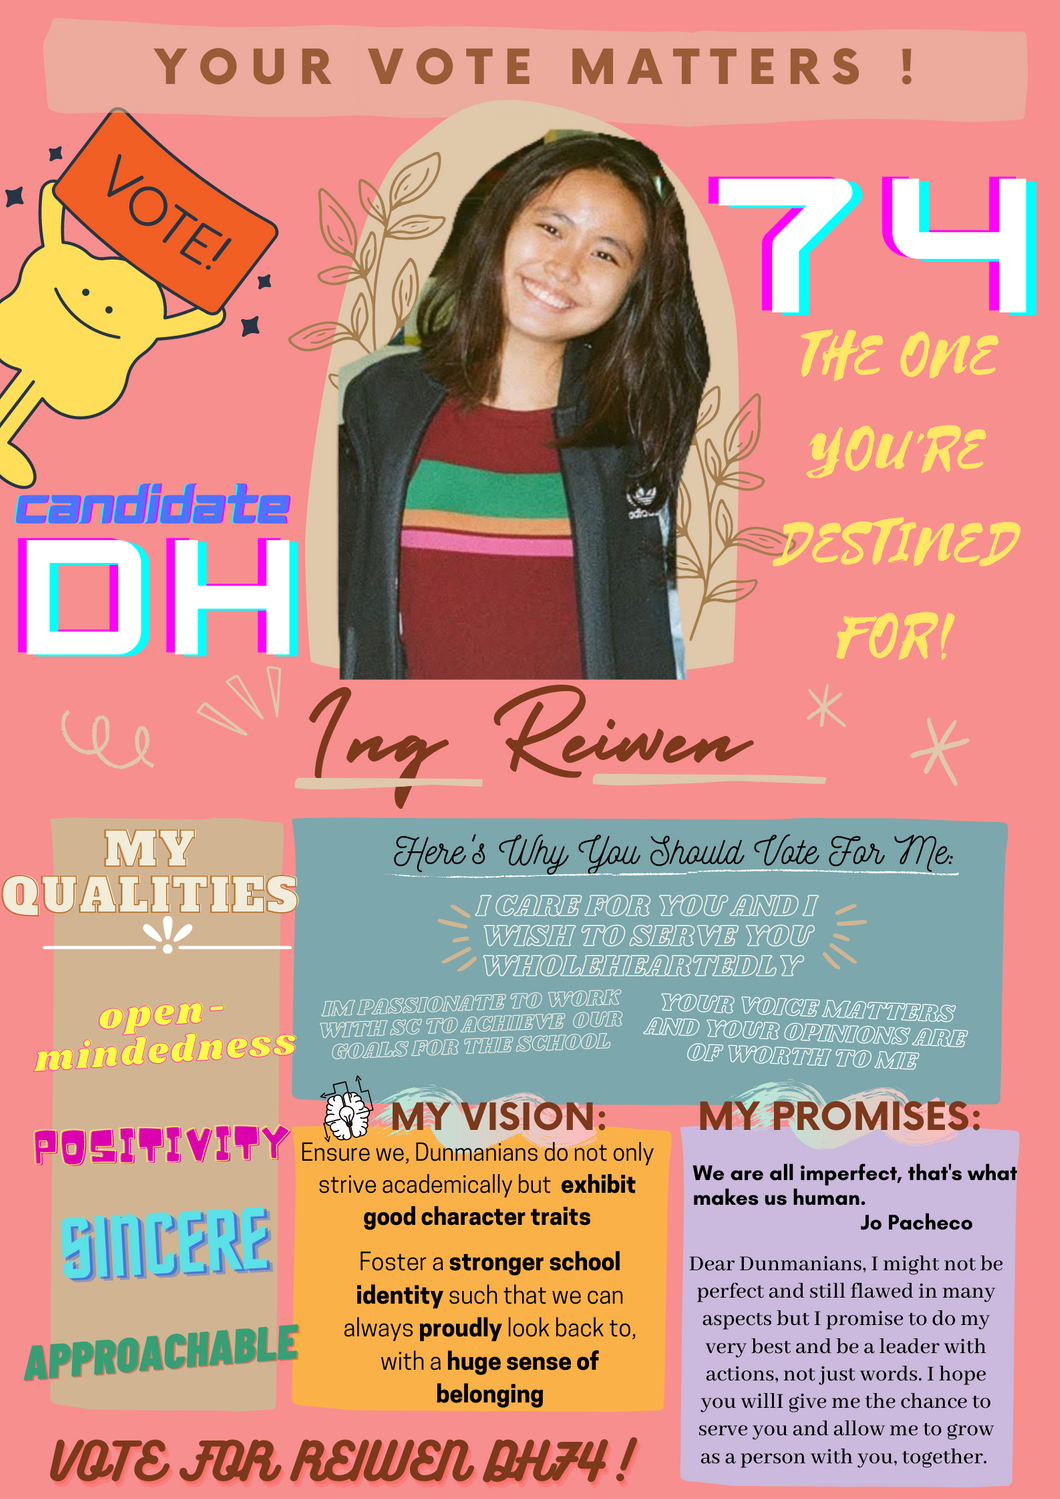 YOUR VOTE MATTERS !
VOTE!
74
THE ONE
YOU'RE
DESTINED
FOR!
candidate
DH
adidas
Ing Reiwen
MY
QUALITIES
open-
mindedness
POSITIVITY
SINCERE
APPROACHABLE
Here's Why You Should Vote For Me:
I CARE FOR YOU AND I
WISH TO SERVE YOU
WHOLEHEARTEDLY
IM PASSIONATE TO WORK
WITH SC TO ACHIEVE OUR
GOALS FOR THE SCHOOL
YOUR VOICE MATTERS
AND YOUR OPINIONS ARE
OF WORTH TO ME
MY VISION:
Ensure we, Dunmanians do not only
strive academically but exhibit
good character traits
Foster a stronger school
identity such that we can
always proudly look back to,
with a huge sense of
belonging
MY PROMISES:
We are all imperfect, that's what
makes us human.
Jo Pacheco
Dear Dunmanians, I might not be
perfect and still flawed in many
aspects but I promise to do my
very best and be a leader with
actions, not just words. I hope
you willI give me the chance to
serve you and allow me to grow
as a person with you, together.
VOTE FOR REIWEN DH74 !